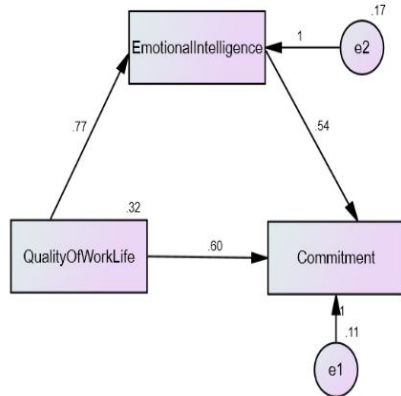 .17
EmotionalIntelligence
1
e2
.77
.54
.32
QualityOfWorkLife
.60
Commitment
1
.11
e1